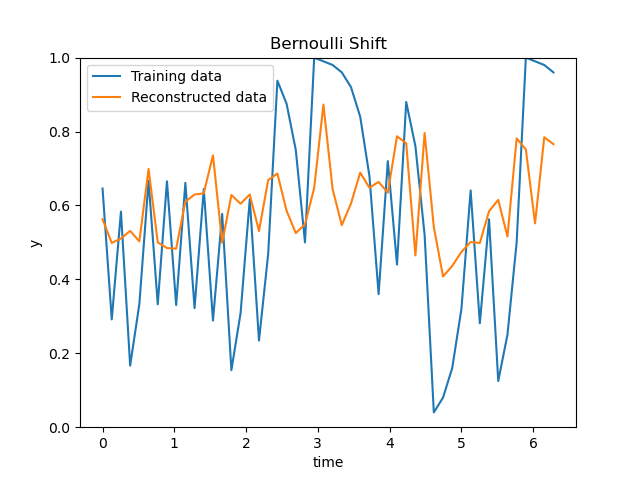 Bernoulli Shift
Training data
Reconstructed data
1.0
0.8
0.6
0.4
0.2
0.0
y
0 1 2 3 4 5 6
time